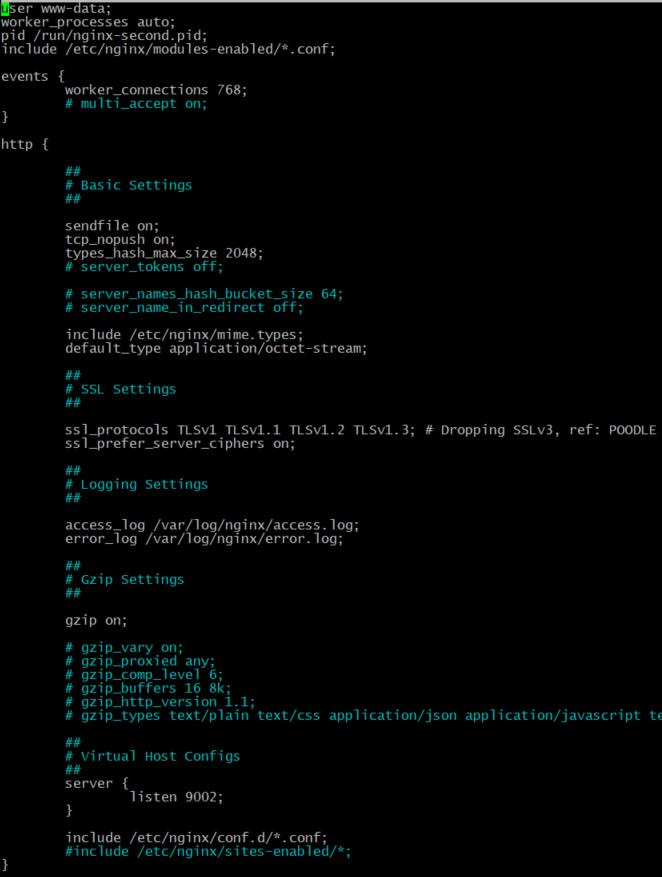 user www-data;
worker_processes auto;
pid /run/nginx-second.pid;
include /etc/nginx/modules-enabled/*.conf;
events {
worker_connections 768;
# multi_accept on;
}
http {
##
# Basic Settings
##
sendfile on;
tcp_nopush on;
types_hash_max_size 2048;
# server_tokens off;
# server_names_hash_bucket_size 64;
# server_name_in_redirect off;
include /etc/nginx/mime.types;
default_type application/octet-stream;
##
# SSL Settings
##
ssl_protocols TLSv1 TLSv1.1 TLSv1.2 TLSv1.3; # Dropping SSLv3, ref: POODLE
ssl_prefer_server_ciphers on;
##
# Logging Settings
##
access_log /var/log/nginx/access.log;
error_log /var/log/nginx/error.log;
##
# Gzip Settings
##
gzip on;
# gzip_vary on;
# gzip_proxied any;
# gzip_comp_level 6;
# gzip_buffers 16 8k;
# gzip_http_version 1.1;
# gzip_types text/plain text/css application/json application/javascript te
##
# Virtual Host Configs
##
server {
listen 9002;
}
include /etc/nginx/conf.d/*.conf;
#include /etc/nginx/sites-enabled/*;
}